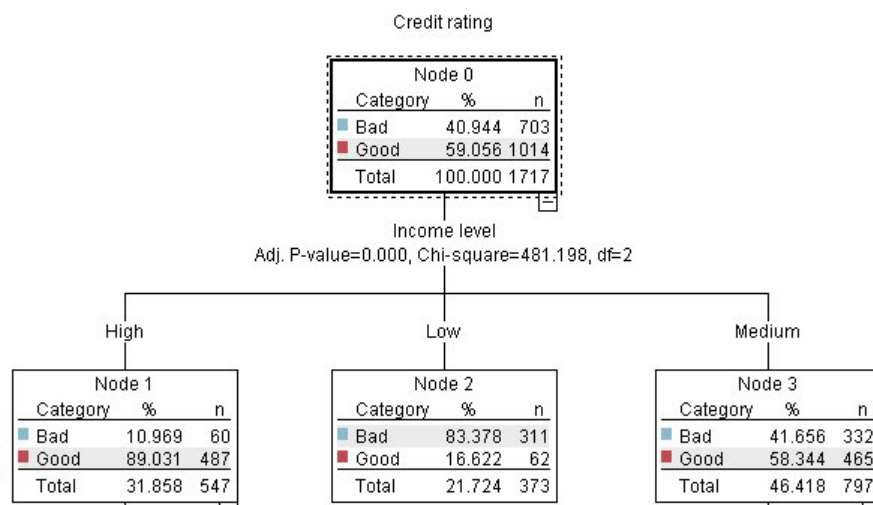 Credit rating
Node 0
Category % n
Bad 40.944 703
Good 59.056 1014
Total 100.000 1717
Income level
Adj. P-value=0.000, Chi-square=481.198, df=2
High Low Medium
Node 1 Node 2 Node 3
Category % n Category % n Category % n
Bad 10.969 60 Bad 83.378 311 Bad 41.656 332
Good 89.031 487 Good 16.622 62 Good 58.344 465
Total 31.858 547 Total 21.724 373 Total 46.418 797